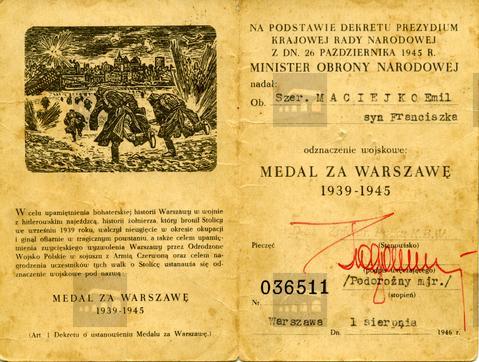 W celu upamiętnienia bohaterskiej historii Warszawy w wojnie
z hitlerowskim najeźdzcą, historii żołnierza, który bronił Stolicy
we wrześniu 1939 roku, walczył nieugięcie w okresie okupacji
i ginął ofiarnie w tragicznym powstaniu, a także celem upa-
miętnienia zwycięskiego wyzwolenia Warszawy przez Odrodzone
Wojsko Polskie w sojuszu z Armią Czerwoną oraz celem na-
grodzenia uczestników tych walk o Stolicę ustanawia się od-
znaczenie wojskowe pod nazwą:
MEDAL ZA WARSZAWĘ
1939-1945
(Art 1 Dekretu o ustanowieniu Medalu za Warszawę.)
NA PODSTAWIE DEKRETU PREZYDIUM
KRAJOWEJ RADY NARODOWEJ
Z DN. 26 PAŹDZIERNIKA 1945 R.
MINISTER OBRONY NARODOWEJ
nadał:
Ob. Szer. MACIEJKO Emil
syn Franciszka
odznaczenie wojskowe:
MEDAL ZA WARSZAWĘ
1939-1945
Pieczęć (Stanowisko)
/Podorożny mjr./
(stopień)
Nr 036511
Warszawa Dn. 1 sierpnia 1946 r.